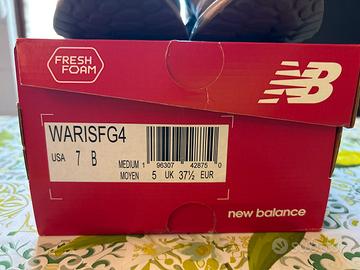 FRESH
FOAM
NB
WARISFG4
USA 7 B
MEDIUM 1 96307 42875 0
MOYEN 5 UK 37½ EUR
new balance